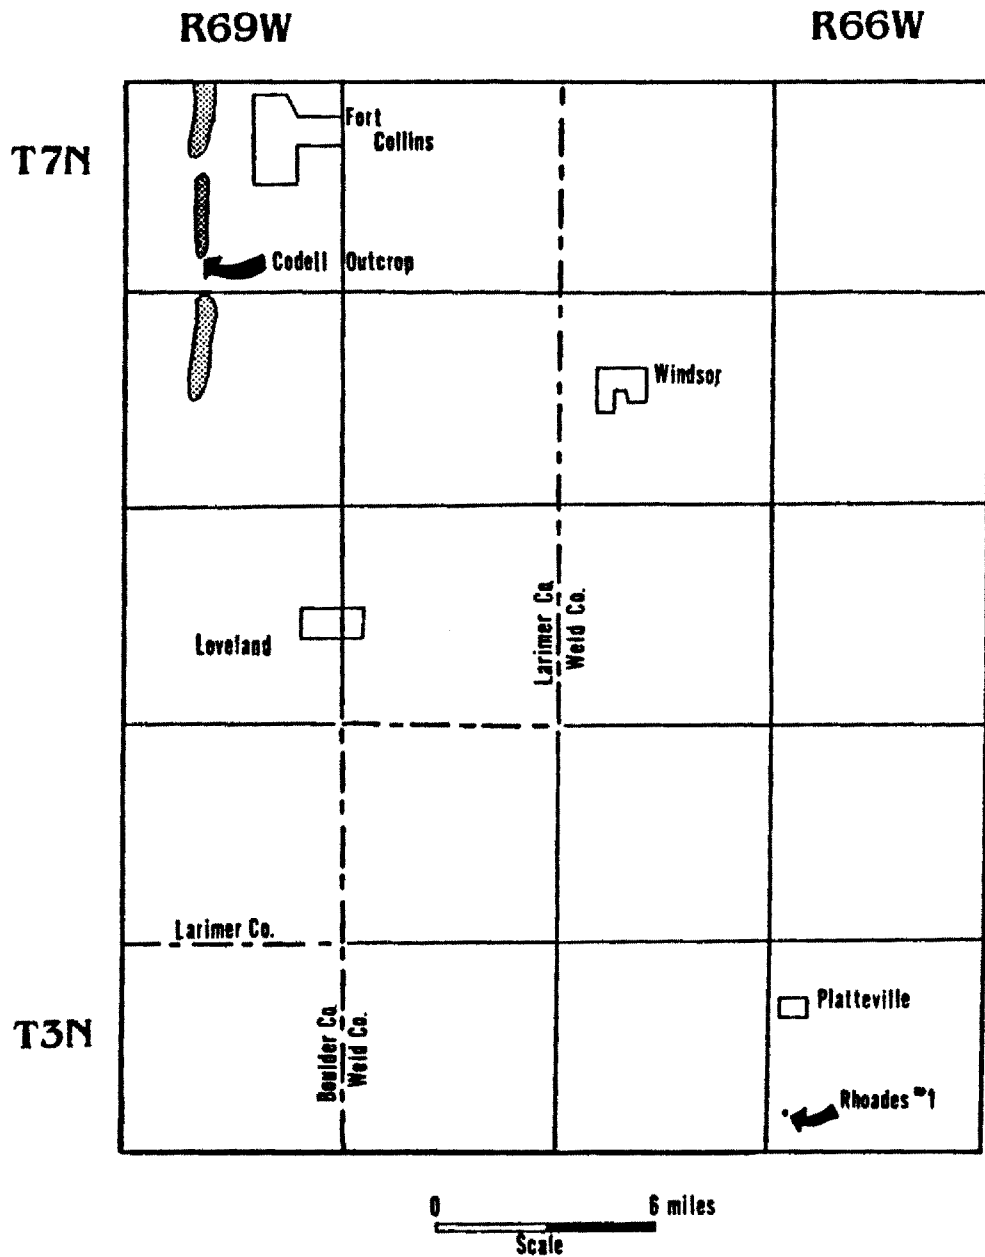 R69W
R66W
T7N
Fort
Collins
Codell Outcrop
Windsor
Larimer Co.
Weld Co.
Loveland
Larimer Co.
Boulder Co.
Weld Co.
T3N
Platteville
Rhoades #1
0 6 miles
Scale